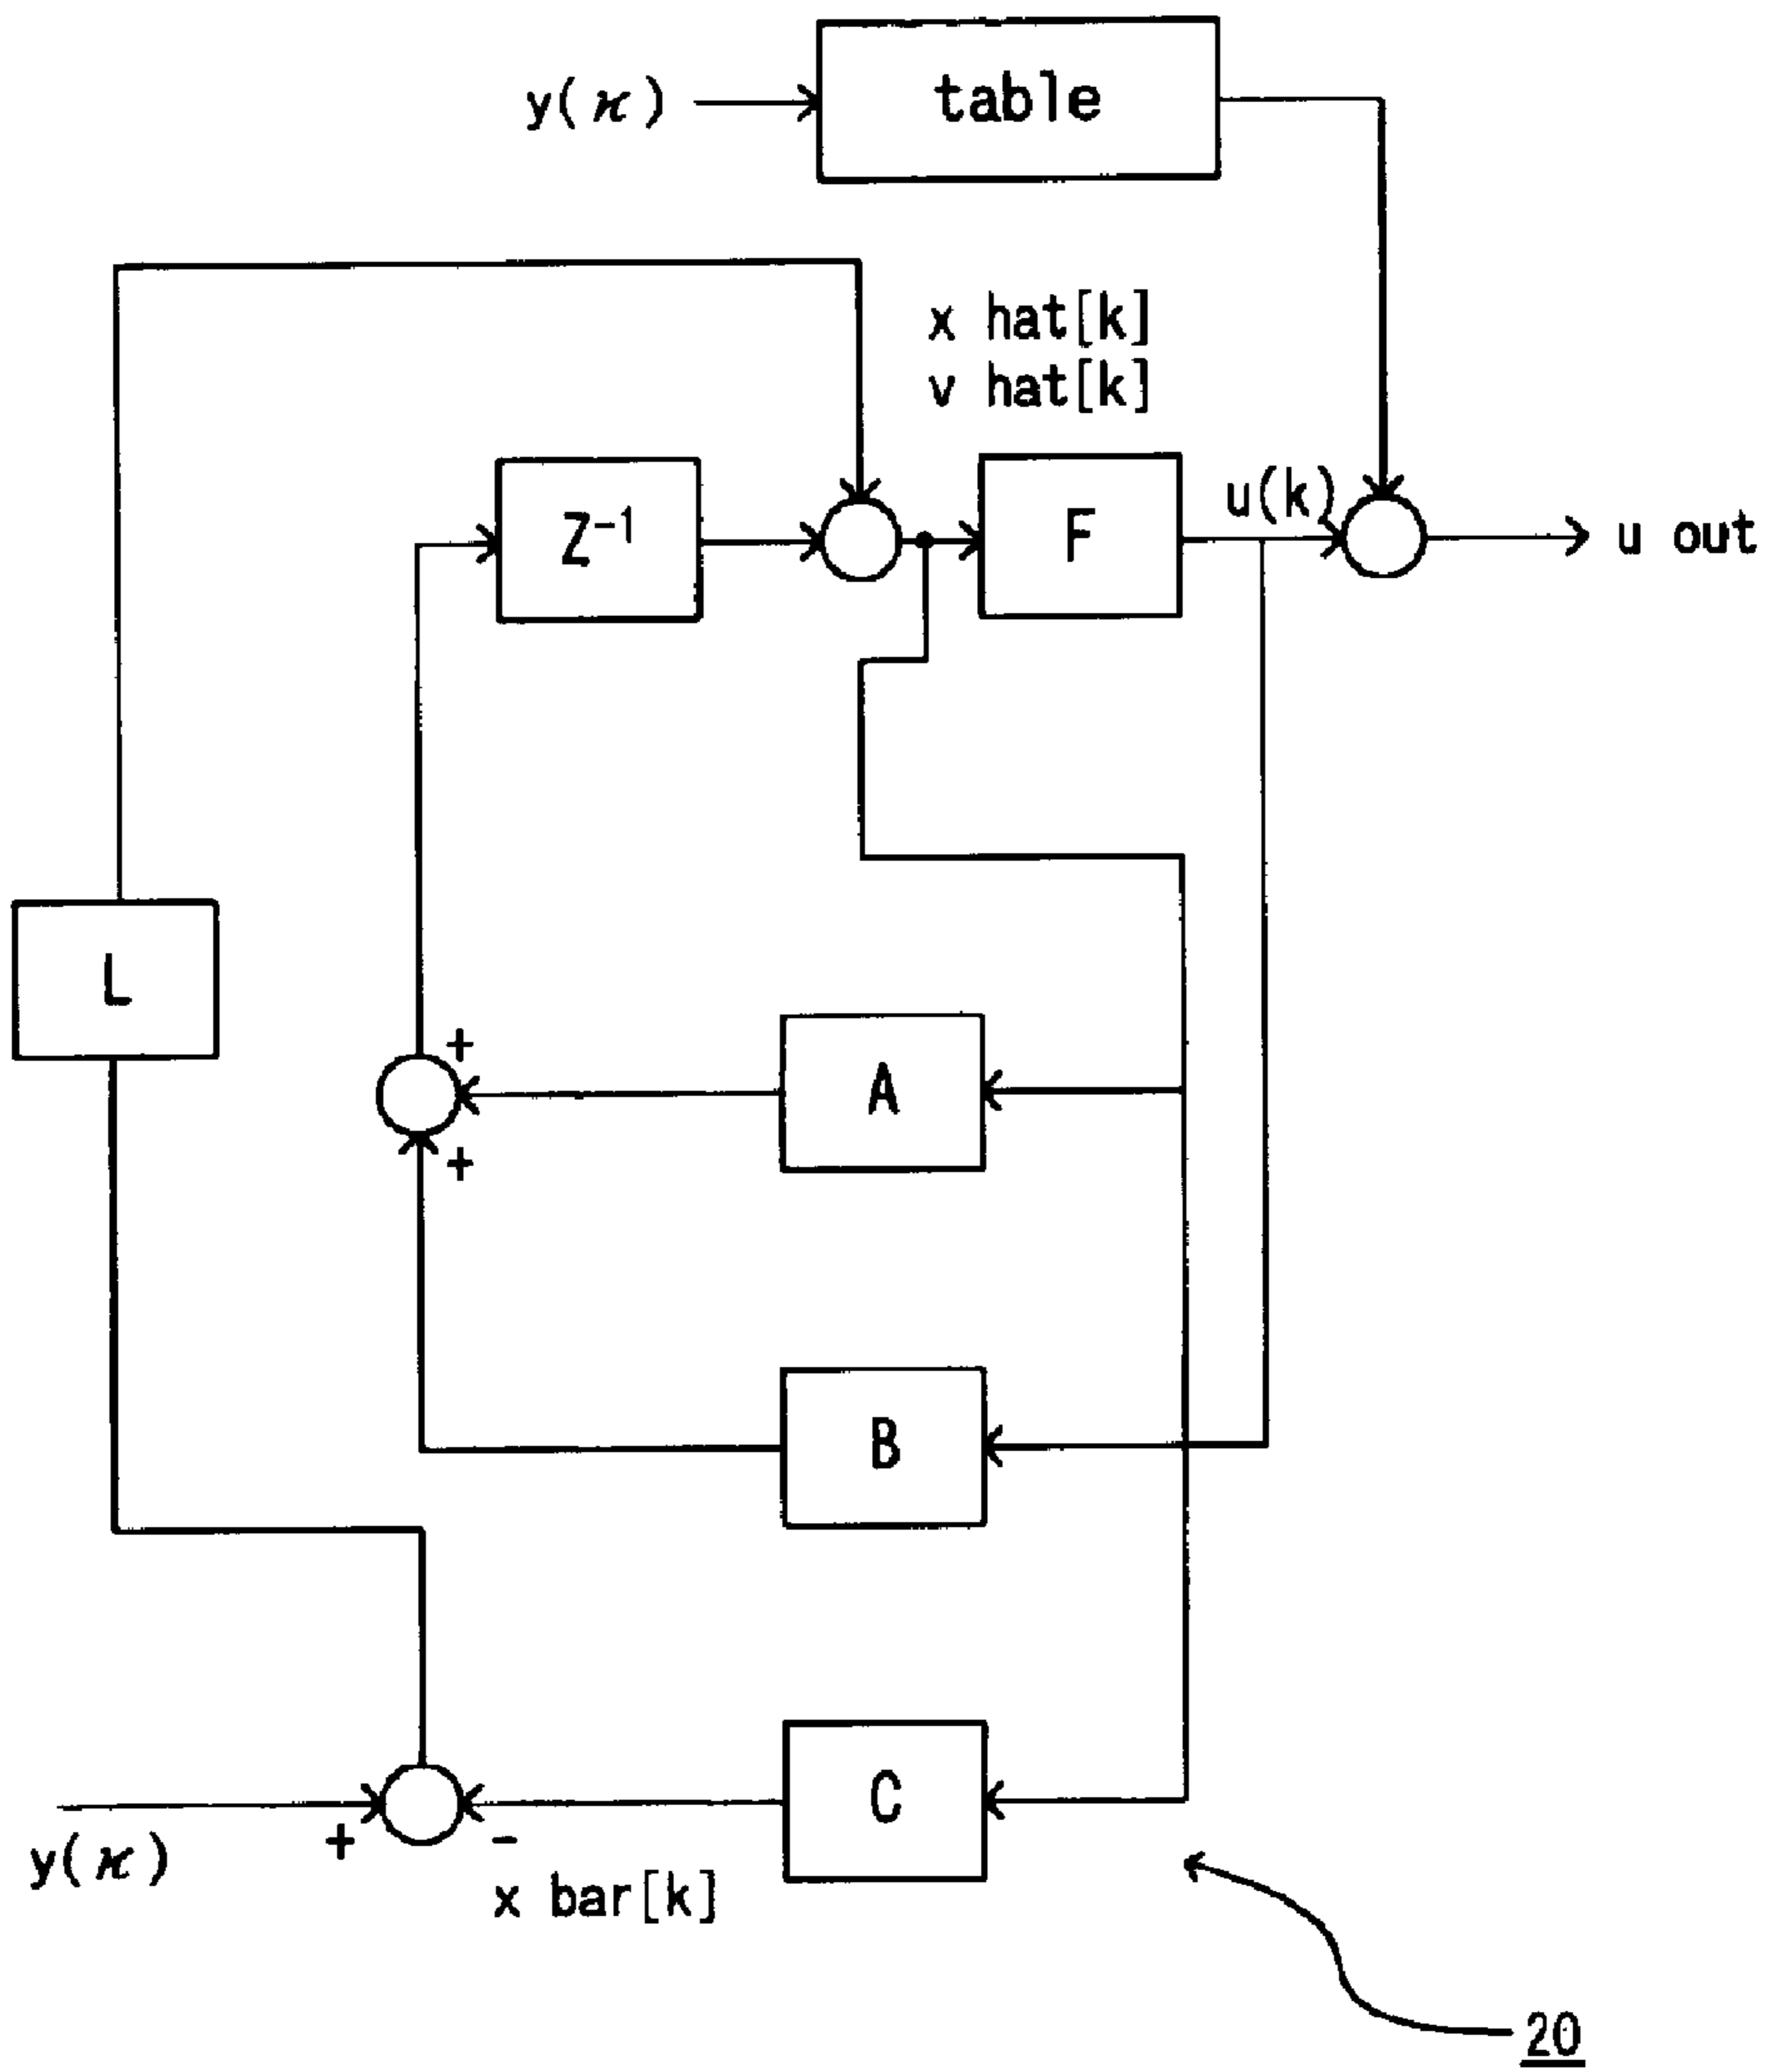 y(κ)
table
x hat[k]
v hat[k]
Z⁻¹
F
u(k)
u out
L
+
A
+
B
C
y(κ)
+
-
x bar[k]
20